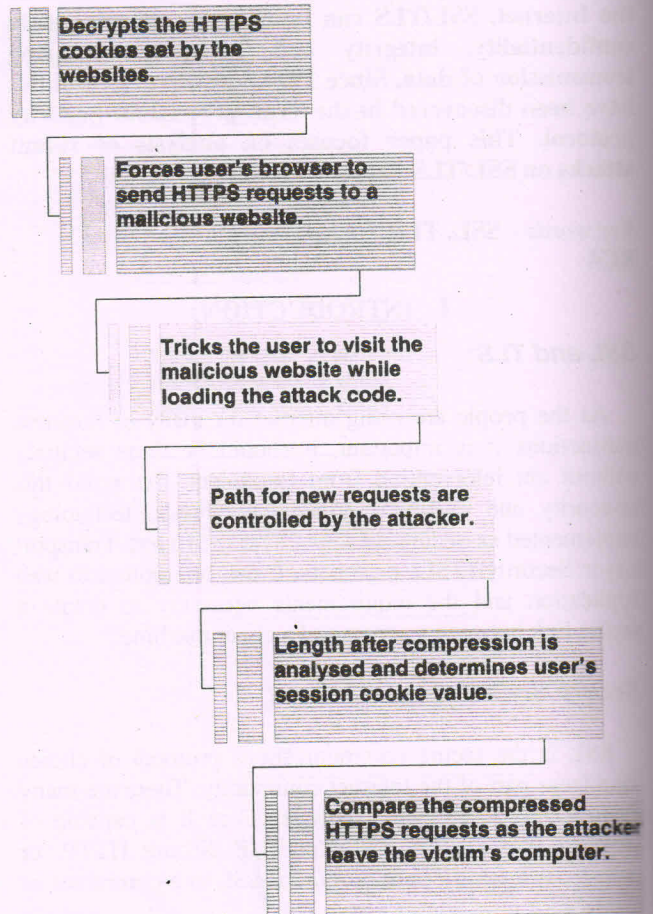 Decrypts the HTTPS
cookies set by the
websites.
Forces user's browser to
send HTTPS requests to a
malicious website.
Tricks the user to visit the
malicious website while
loading the attack code.
Path for new requests are
controlled by the attacker.
Length after compression is
analysed and determines user's
session cookie value.
Compare the compressed
HTTPS requests as the attacker
leave the victim's computer.